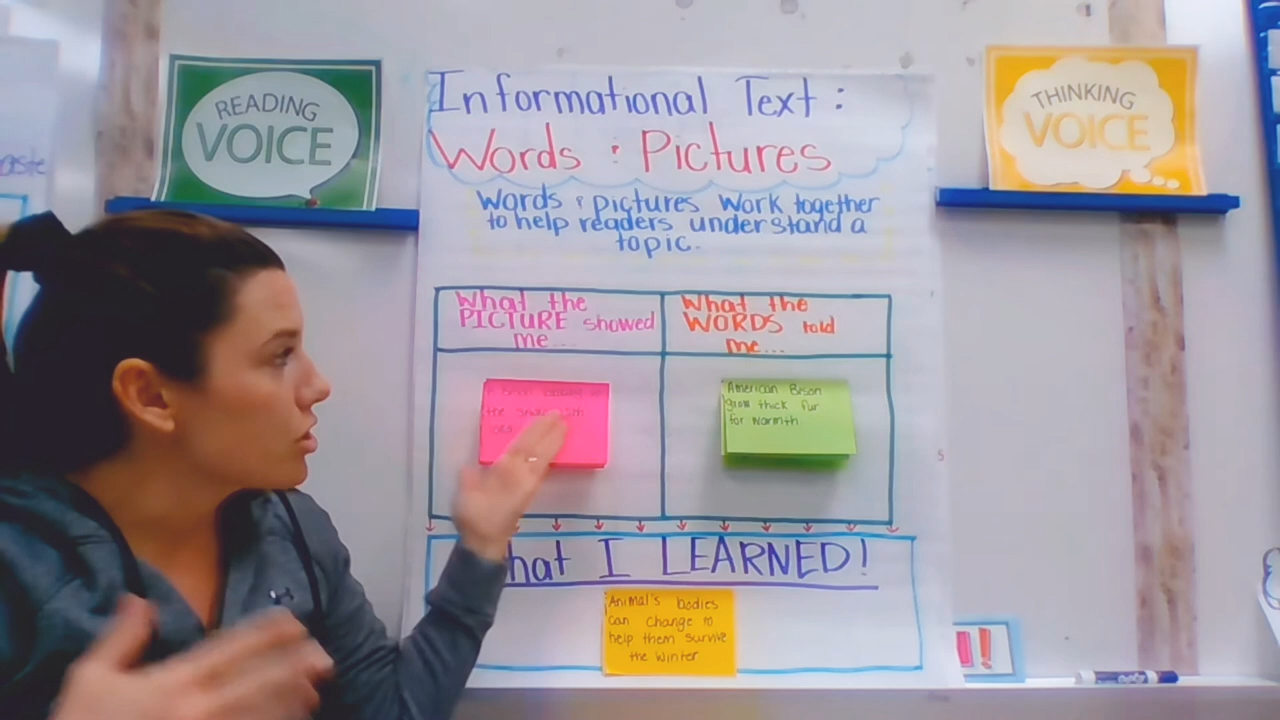 READING
VOICE
Informational Text:
Words & Pictures
Words & pictures work together
to help readers understand a
topic.
THINKING
VOICE
What the
PICTURE showed
me...
What the
WORDS told
me...
the
American Bison
grow thick fur
for warmth
What I LEARNED!
Animal's bodies
can change to
help them survive
the Winter